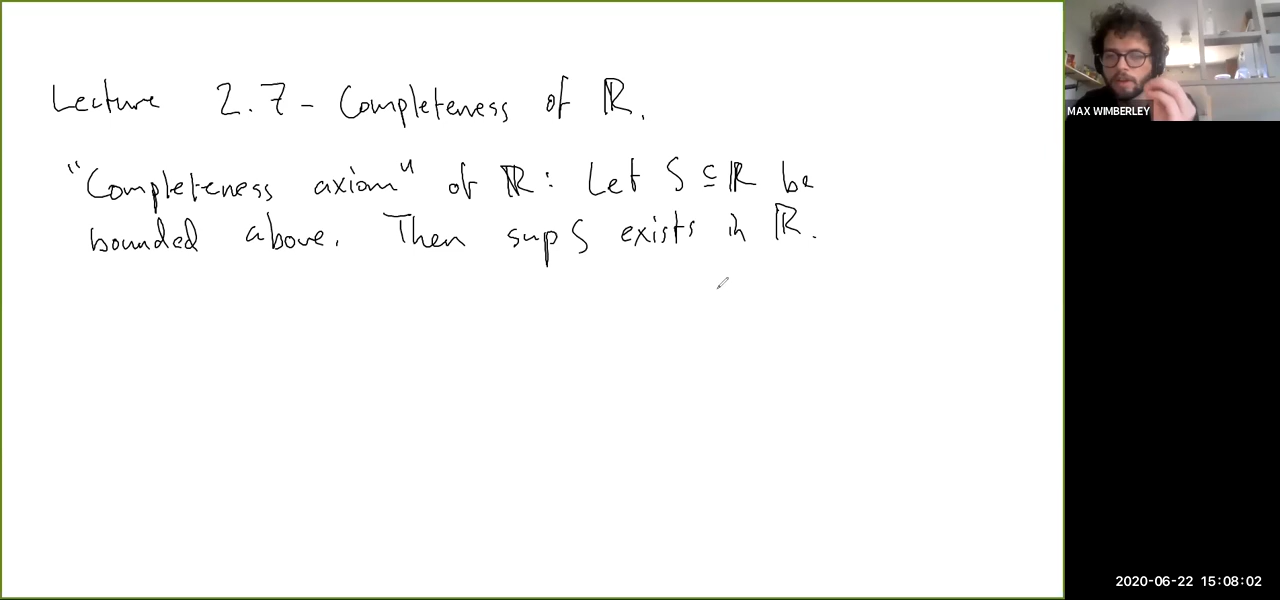 Lecture 2.7 - Completeness of ℝ.
"Completeness axiom" of ℝ: Let S ⊆ ℝ be
bounded above. Then sup S exists in ℝ.
MAX WIMBERLEY
2020-06-22 15:08:02